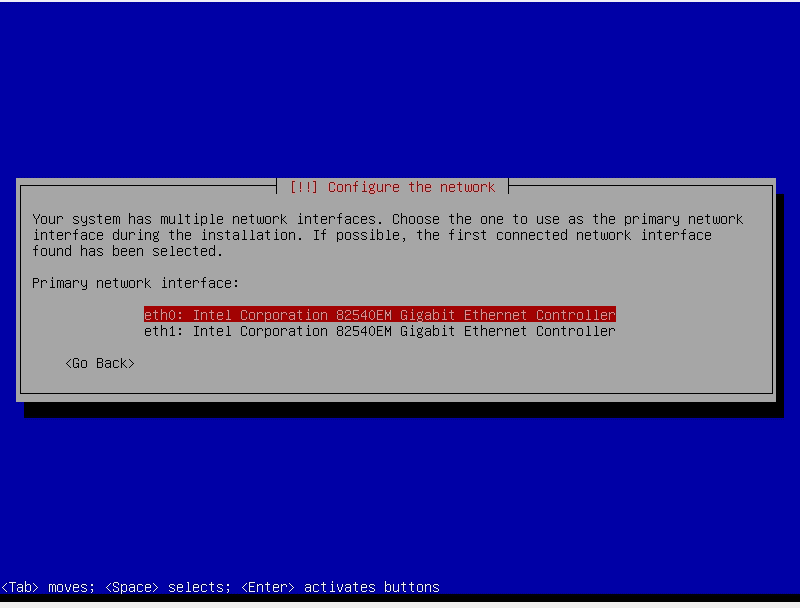 [!!] Configure the network
Your system has multiple network interfaces. Choose the one to use as the primary network
interface during the installation. If possible, the first connected network interface
found has been selected.
Primary network interface:
eth0: Intel Corporation 82540EM Gigabit Ethernet Controller
eth1: Intel Corporation 82540EM Gigabit Ethernet Controller
<Go Back>
<Tab> moves; <Space> selects; <Enter> activates buttons